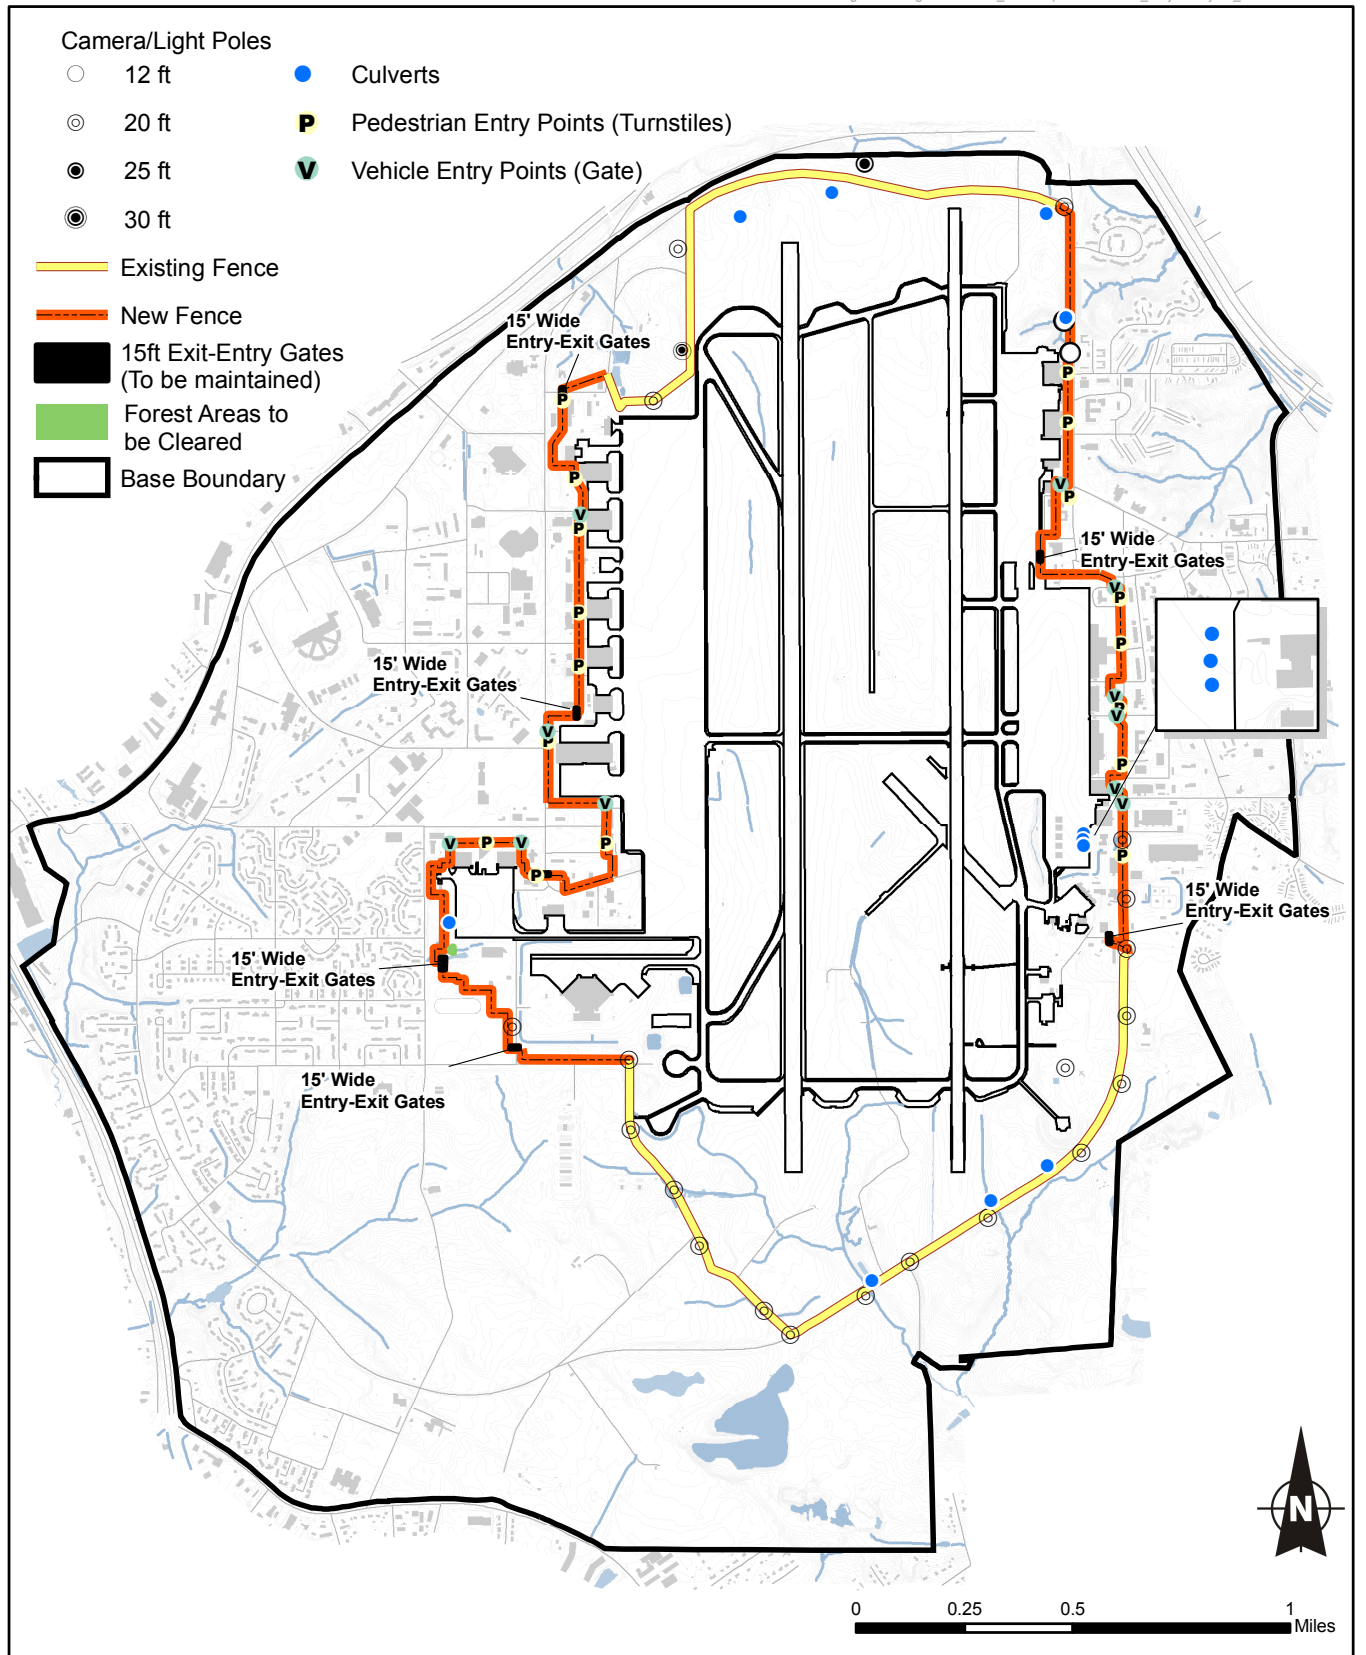 Camera/Light Poles
12 ft
Culverts
20 ft
P
Pedestrian Entry Points (Turnstiles)
25 ft
V
Vehicle Entry Points (Gate)
30 ft
Existing Fence
New Fence
15ft Exit-Entry Gates
(To be maintained)
Forest Areas to
be Cleared
Base Boundary
15' Wide
Entry-Exit Gates
P
P
P
P
V
P
V
P
15' Wide
Entry-Exit Gates
V
P
P
P
P
15' Wide
Entry-Exit Gates
V
P
V
P
V
P
V
P
V
V
V
P
V
P
P
P
15' Wide
Entry-Exit Gates
15' Wide
Entry-Exit Gates
15' Wide
Entry-Exit Gates
N
0
0.25
0.5
1
Miles